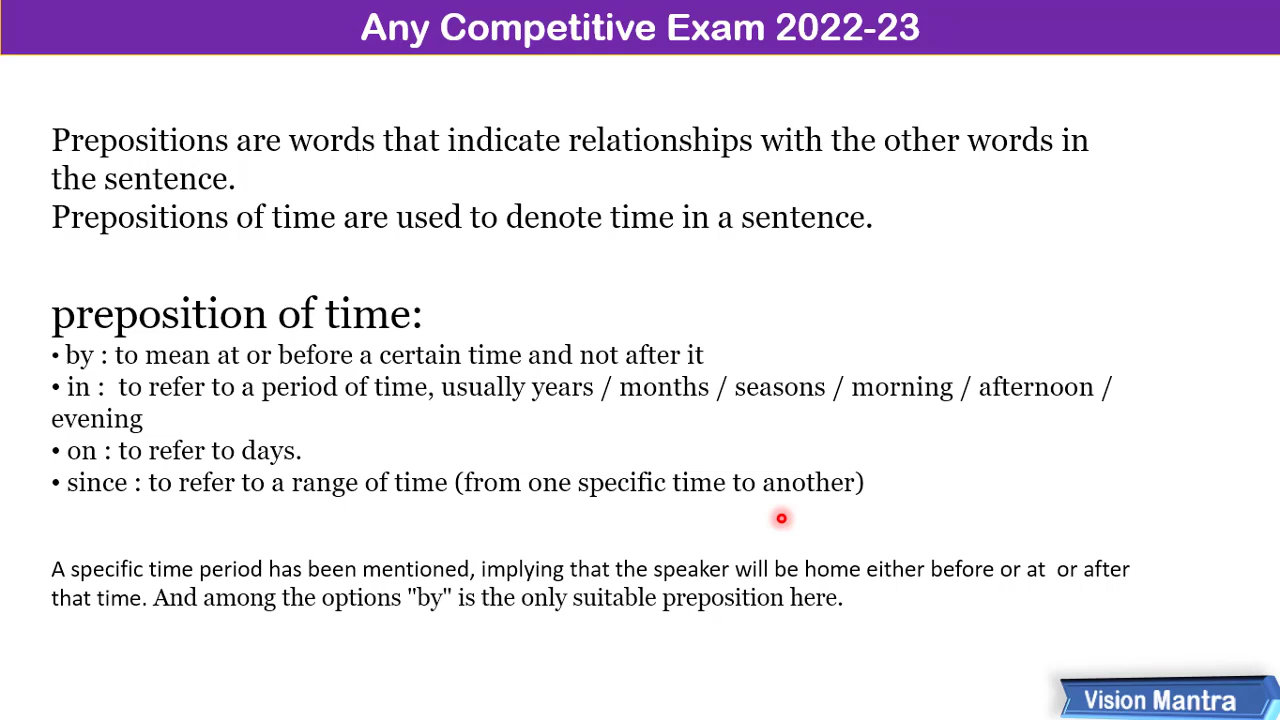 Any Competitive Exam 2022-23
Prepositions are words that indicate relationships with the other words in
the sentence.
Prepositions of time are used to denote time in a sentence.
preposition of time:
• by : to mean at or before a certain time and not after it
• in :  to refer to a period of time, usually years / months / seasons / morning / afternoon /
evening
• on : to refer to days.
• since : to refer to a range of time (from one specific time to another)
A specific time period has been mentioned, implying that the speaker will be home either before or at  or after
that time. And among the options "by" is the only suitable preposition here.
Vision Mantra